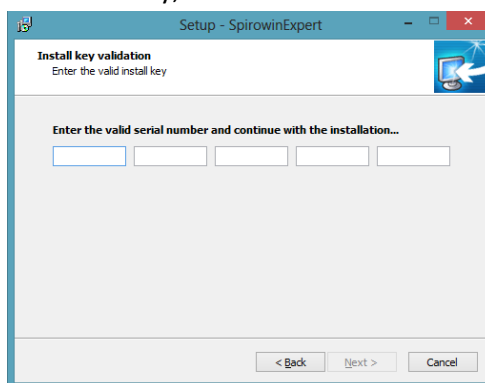 Setup - SpirowinExpert
Install key validation
Enter the valid install key
Enter the valid serial number and continue with the installation...
< Back Next > Cancel